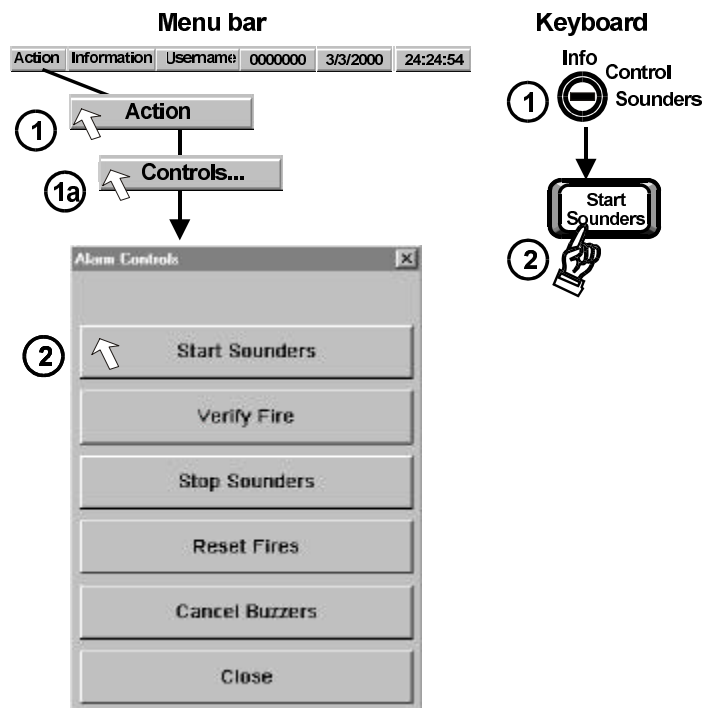 Menu bar
Action Information Username 0000000 3/3/2000 24:24:54
1 Action
1a Controls...
Alarm Controls
2 Start Sounders
Verify Fire
Stop Sounders
Reset Fires
Cancel Buzzers
Close
Keyboard
Info
Control
1 Sounders
Start
Sounders
2